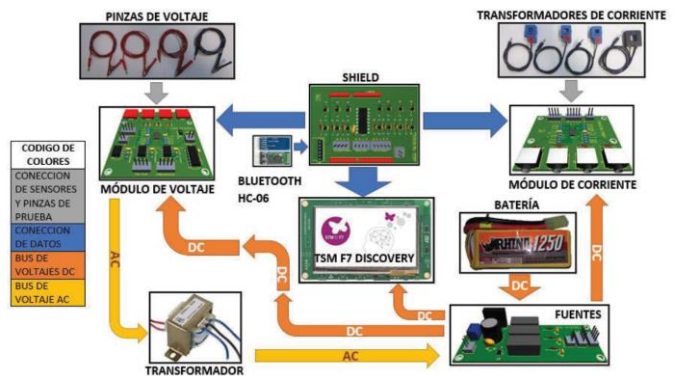 PINZAS DE VOLTAJE
TRANSFORMADORES DE CORRIENTE
SHIELD
CODIGO DE
COLORES
CONECCION
DE SENSORES
Y PINZAS DE
PRUEBA
CONECCION
DE DATOS
BUS DE
VOLTAJES DC
BUS DE
VOLTAJE AC
MÓDULO DE VOLTAJE
BLUETOOTH
HC-06
MÓDULO DE CORRIENTE
BATERÍA
RHINO 1250
TSM F7 DISCOVERY
DC
DC
DC
DC
DC
DC
AC
FUENTES
TRANSFORMADOR
AC